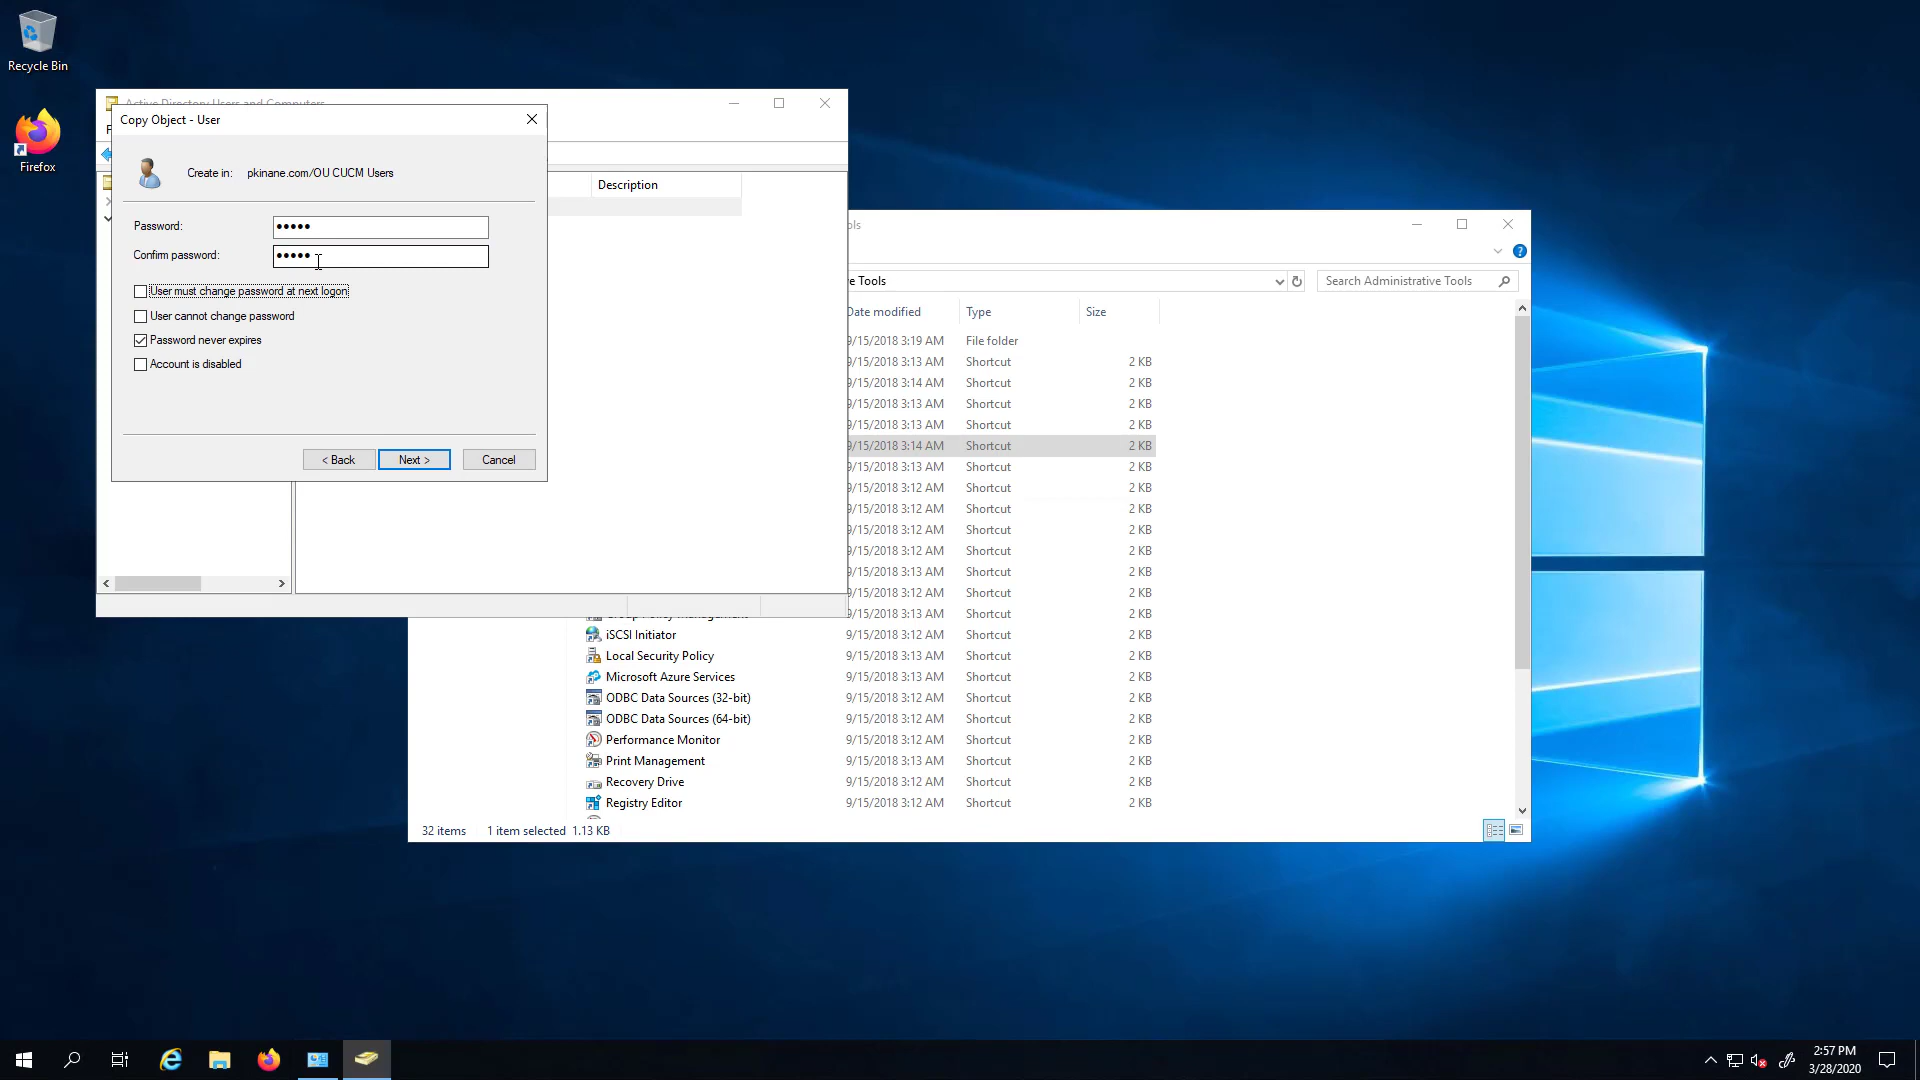 Recycle Bin
Firefox
Active Directory Users and Computers
Copy Object - User
Create in: pkinane.com/OU CUCM Users
Password: •••••
Confirm password: •••••
User must change password at next logon
User cannot change password
Password never expires
Account is disabled
< Back
Next >
Cancel
Description
ols
e Tools
Search Administrative Tools
Date modified Type Size
9/15/2018 3:19 AM File folder
9/15/2018 3:13 AM Shortcut 2 KB
9/15/2018 3:14 AM Shortcut 2 KB
9/15/2018 3:13 AM Shortcut 2 KB
9/15/2018 3:13 AM Shortcut 2 KB
9/15/2018 3:14 AM Shortcut 2 KB
9/15/2018 3:13 AM Shortcut 2 KB
9/15/2018 3:12 AM Shortcut 2 KB
9/15/2018 3:12 AM Shortcut 2 KB
9/15/2018 3:12 AM Shortcut 2 KB
9/15/2018 3:12 AM Shortcut 2 KB
9/15/2018 3:13 AM Shortcut 2 KB
9/15/2018 3:12 AM Shortcut 2 KB
Group Policy Management 9/15/2018 3:13 AM Shortcut 2 KB
iSCSI Initiator 9/15/2018 3:12 AM Shortcut 2 KB
Local Security Policy 9/15/2018 3:13 AM Shortcut 2 KB
Microsoft Azure Services 9/15/2018 3:13 AM Shortcut 2 KB
ODBC Data Sources (32-bit) 9/15/2018 3:12 AM Shortcut 2 KB
ODBC Data Sources (64-bit) 9/15/2018 3:12 AM Shortcut 2 KB
Performance Monitor 9/15/2018 3:12 AM Shortcut 2 KB
Print Management 9/15/2018 3:13 AM Shortcut 2 KB
Recovery Drive 9/15/2018 3:12 AM Shortcut 2 KB
Registry Editor 9/15/2018 3:12 AM Shortcut 2 KB
32 items 1 item selected 1.13 KB
2:57 PM
3/28/2020